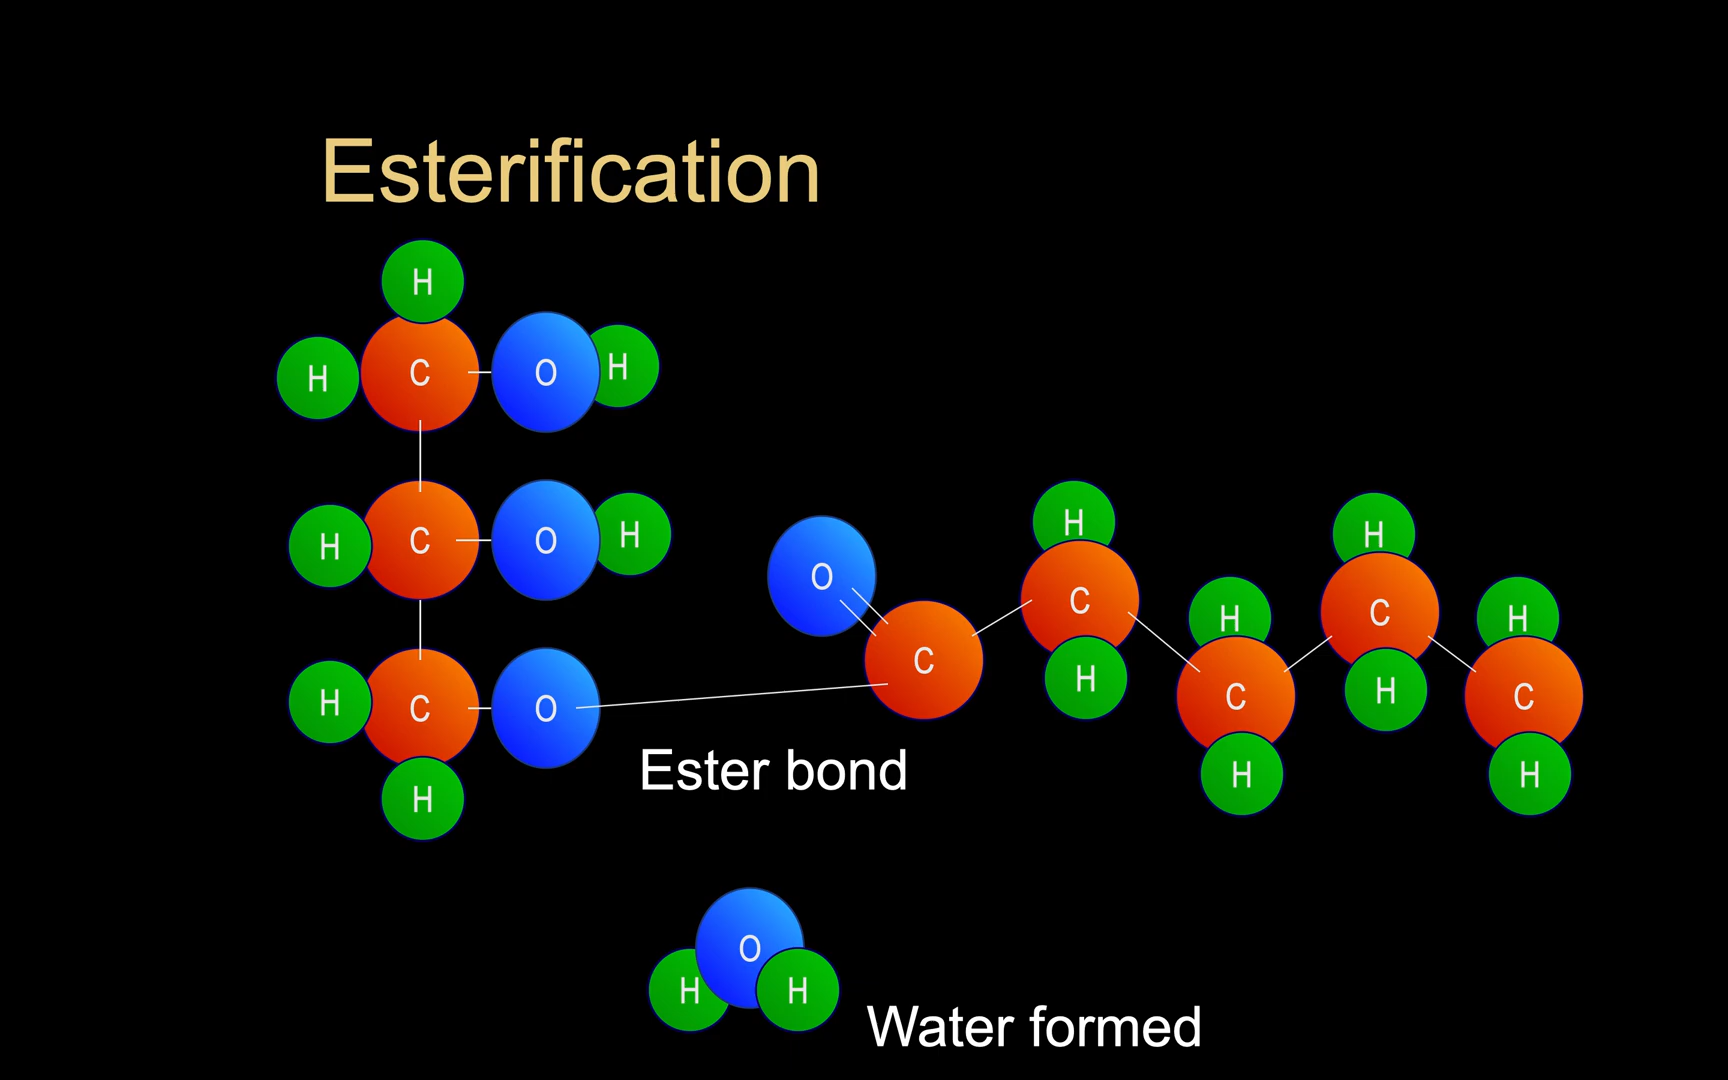 Esterification
H
H C O H
H C O H
O C H C H H C H H C H H C H
H C O
H
Ester bond
O
H H
Water formed